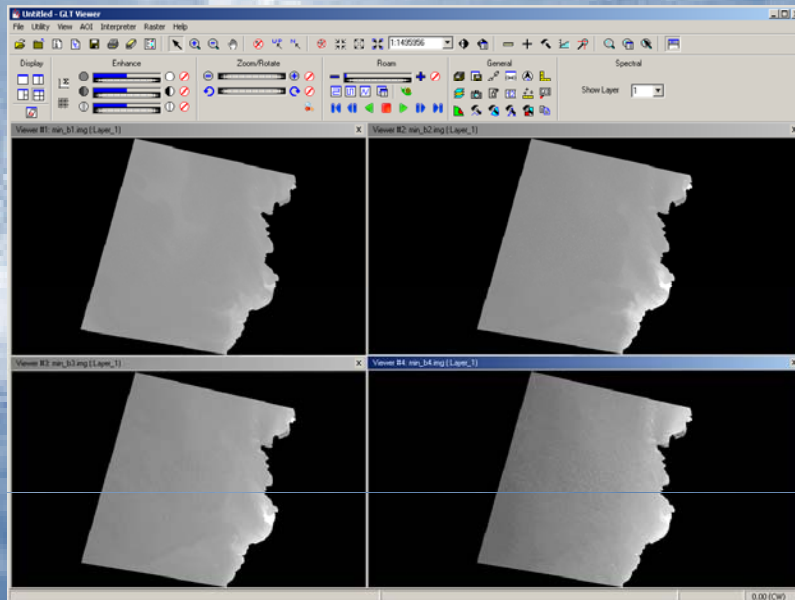 Untitled - GLT Viewer
File Utility View AOI Interpreter Raster Help
1:1495956
Display Enhance Zoom/Rotate Roam General Spectral
Show Layer 1
Viewer #1: min_b1.img (:Layer_1) X
Viewer #2: min_b2.img (:Layer_1) X
Viewer #3: min_b3.img (:Layer_1) X
Viewer #4: min_b4.img (:Layer_1) X
0.00 (CW)